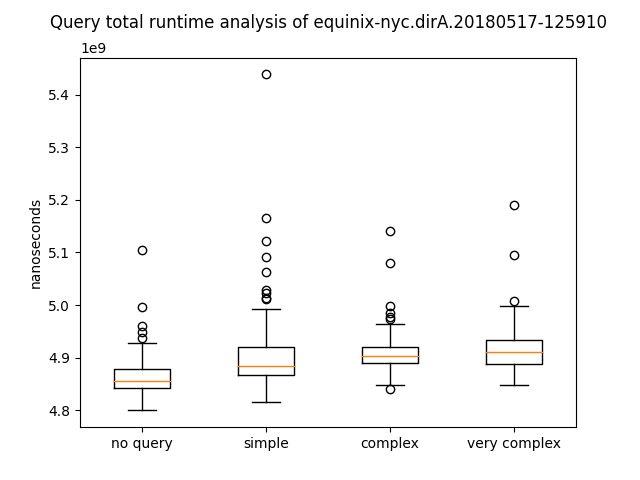 Query total runtime analysis of equinix-nyc.dirA.20180517-125910
1e9
5.4
5.3
5.2
5.1
5.0
4.9
4.8
nanoseconds
no query simple complex very complex